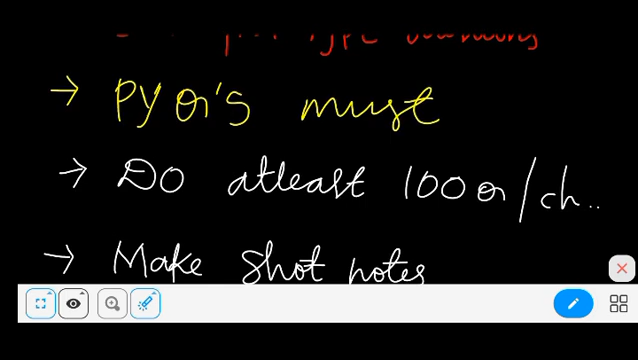 → PYQ's must
→ Do atleast 100Q/ch..
→ Make shot notes